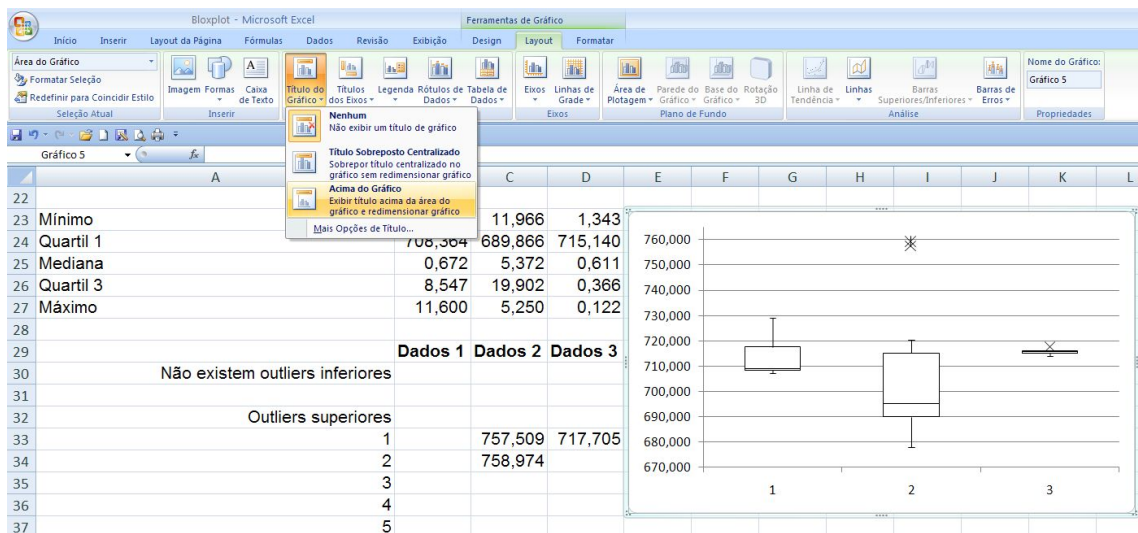 Bloxplot - Microsoft Excel
Ferramentas de Gráfico
Início Inserir Layout da Página Fórmulas Dados Revisão Exibição Design Layout Formatar
Área do Gráfico
Formatar Seleção
Redefinir para Coincidir Estilo
Seleção Atual
Imagem Formas Caixa de Texto
Inserir
Título do Gráfico Títulos dos Eixos Legenda Rótulos de Dados Tabela de Dados
Eixos Linhas de Grade
Eixos
Área de Plotagem Parede do Gráfico Base do Gráfico Rotação 3D
Plano de Fundo
Linha de Tendência Linhas Barras Superiores/Inferiores Barras de Erros
Análise
Nome do Gráfico:
Gráfico 5
Propriedades
Nenhum
Não exibir um título de gráfico
Título Sobreposto Centralizado
Sobrepor título centralizado no
gráfico sem redimensionar gráfico
Acima do Gráfico
Exibir título acima da área do
gráfico e redimensionar gráfico
Mais Opções de Título...
Gráfico 5 fx
A C D E F G H I J K L
22
23 Mínimo 11,966 1,343
24 Quartil 1 708,364 689,866 715,140
25 Mediana 0,672 5,372 0,611
26 Quartil 3 8,547 19,902 0,366
27 Máximo 11,600 5,250 0,122
28
29 Dados 1 Dados 2 Dados 3
30 Não existem outliers inferiores
31
32 Outliers superiores
33 1 757,509 717,705
34 2 758,974
35 3
36 4
37 5
760,000
750,000
740,000
730,000
720,000
710,000
700,000
690,000
680,000
670,000
1 2 3